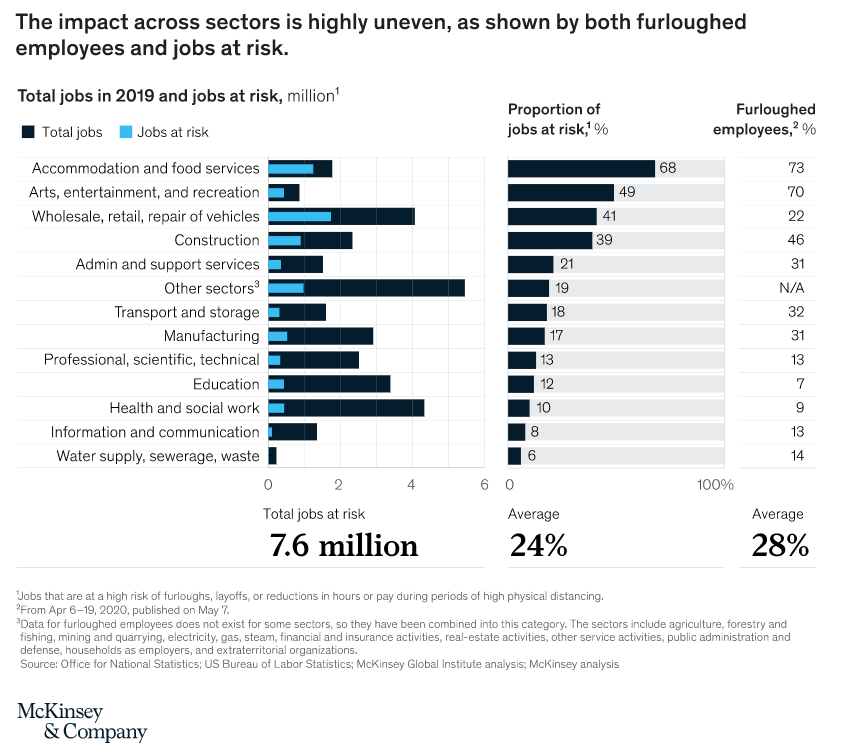 The impact across sectors is highly uneven, as shown by both furloughed
employees and jobs at risk.
Total jobs in 2019 and jobs at risk, million¹
Total jobs
Jobs at risk
Proportion of
jobs at risk,¹ %
Furloughed
employees,² %
Accommodation and food services 68 73
Arts, entertainment, and recreation 49 70
Wholesale, retail, repair of vehicles 41 22
Construction 39 46
Admin and support services 21 31
Other sectors³ 19 N/A
Transport and storage 18 32
Manufacturing 17 31
Professional, scientific, technical 13 13
Education 12 7
Health and social work 10 9
Information and communication 8 13
Water supply, sewerage, waste 6 14
0 2 4 6 0 100%
Total jobs at risk
7.6 million
Average
24%
Average
28%
¹Jobs that are at a high risk of furloughs, layoffs, or reductions in hours or pay during periods of high physical distancing.
²From Apr 6–19, 2020, published on May 7.
³Data for furloughed employees does not exist for some sectors, so they have been combined into this category. The sectors include agriculture, forestry and
fishing, mining and quarrying, electricity, gas, steam, financial and insurance activities, real-estate activities, other service activities, public administration and
defense, households as employers, and extraterritorial organizations.
Source: Office for National Statistics; US Bureau of Labor Statistics; McKinsey Global Institute analysis; McKinsey analysis
McKinsey
& Company